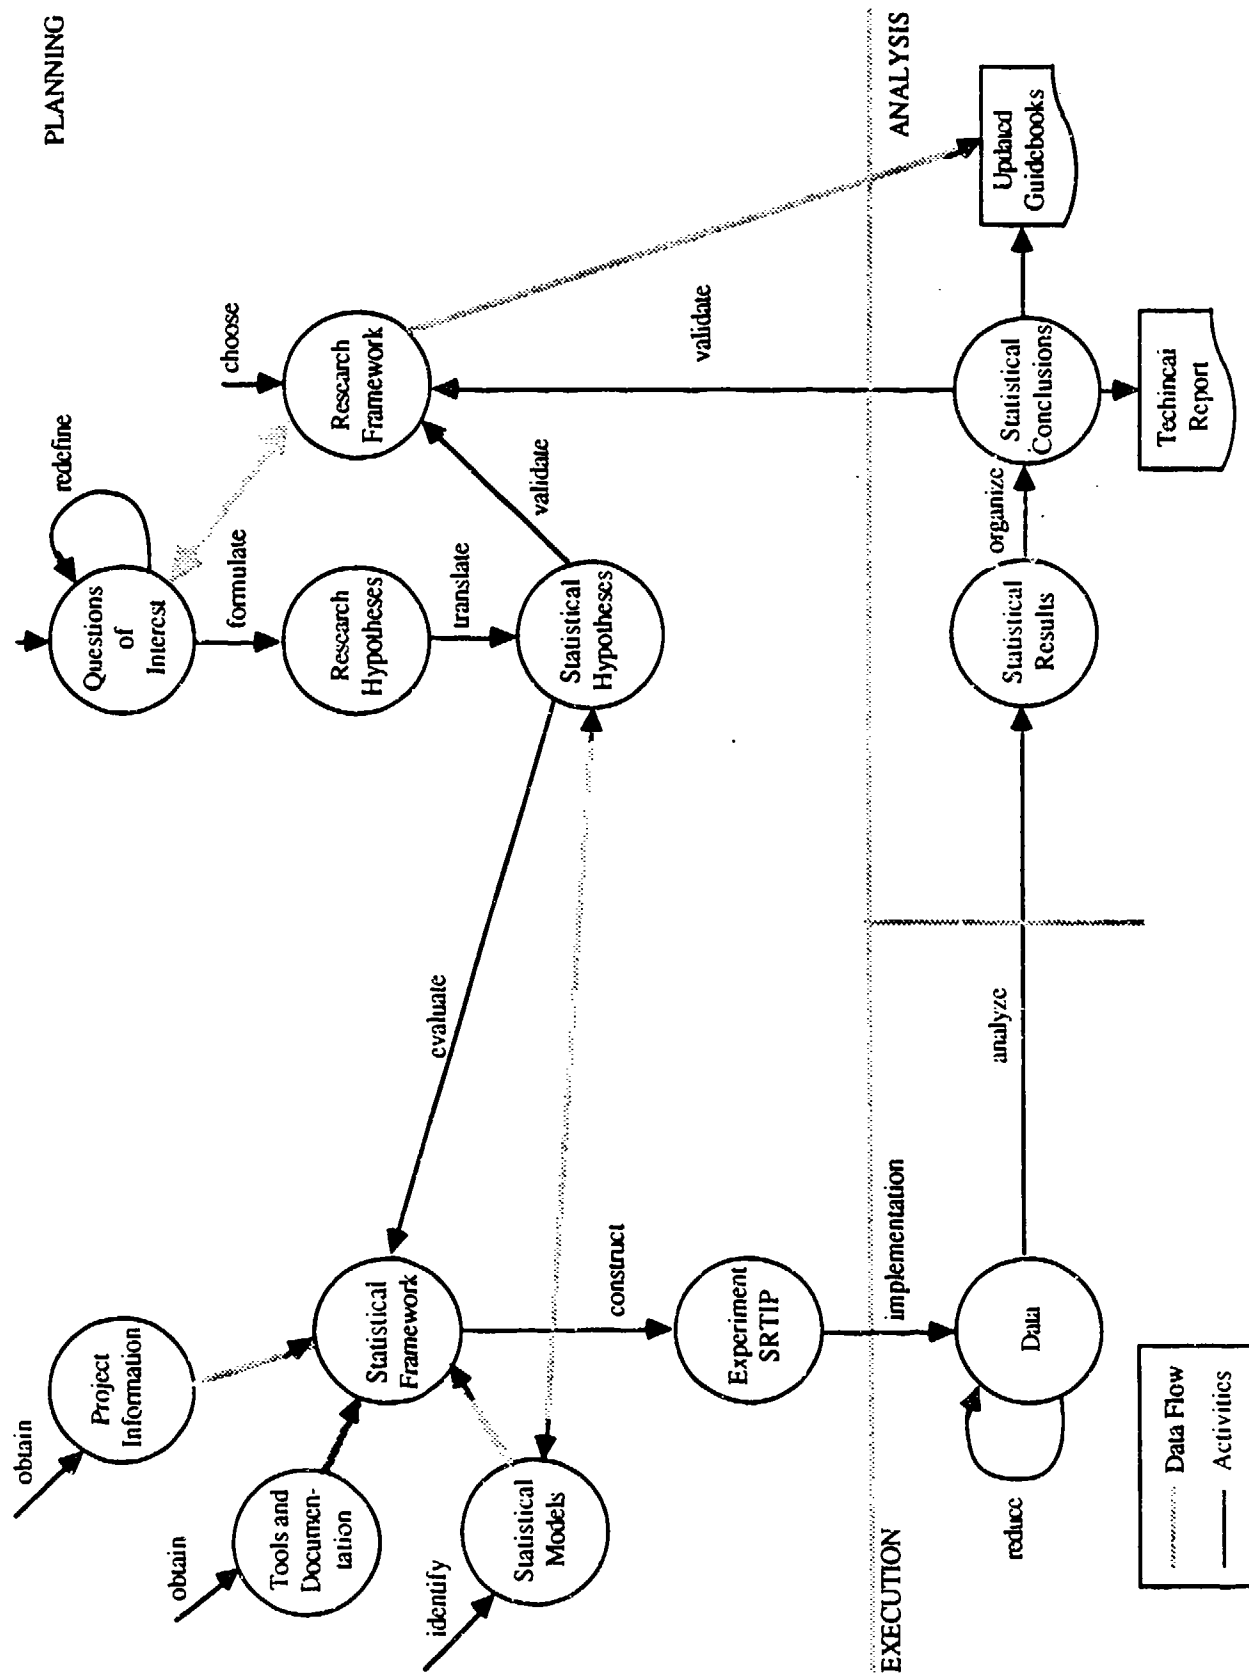 PLANNING
obtain
Project
Information
obtain
Tools and
Documen-
tation
identify
Statistical
Models
Statistical
Framework
evaluate
construct
Experiment
SRTIP
Questions
of
Interest
redefine
formulate
Research
Hypotheses
translate
Statistical
Hypotheses
validate
choose
Research
Framework
validate
EXECUTION
implementation
Data
reduce
analyze
ANALYSIS
Statistical
Results
organize
Statistical
Conclusions
Updated
Guidebooks
Techincal
Report
Data Flow
Activities